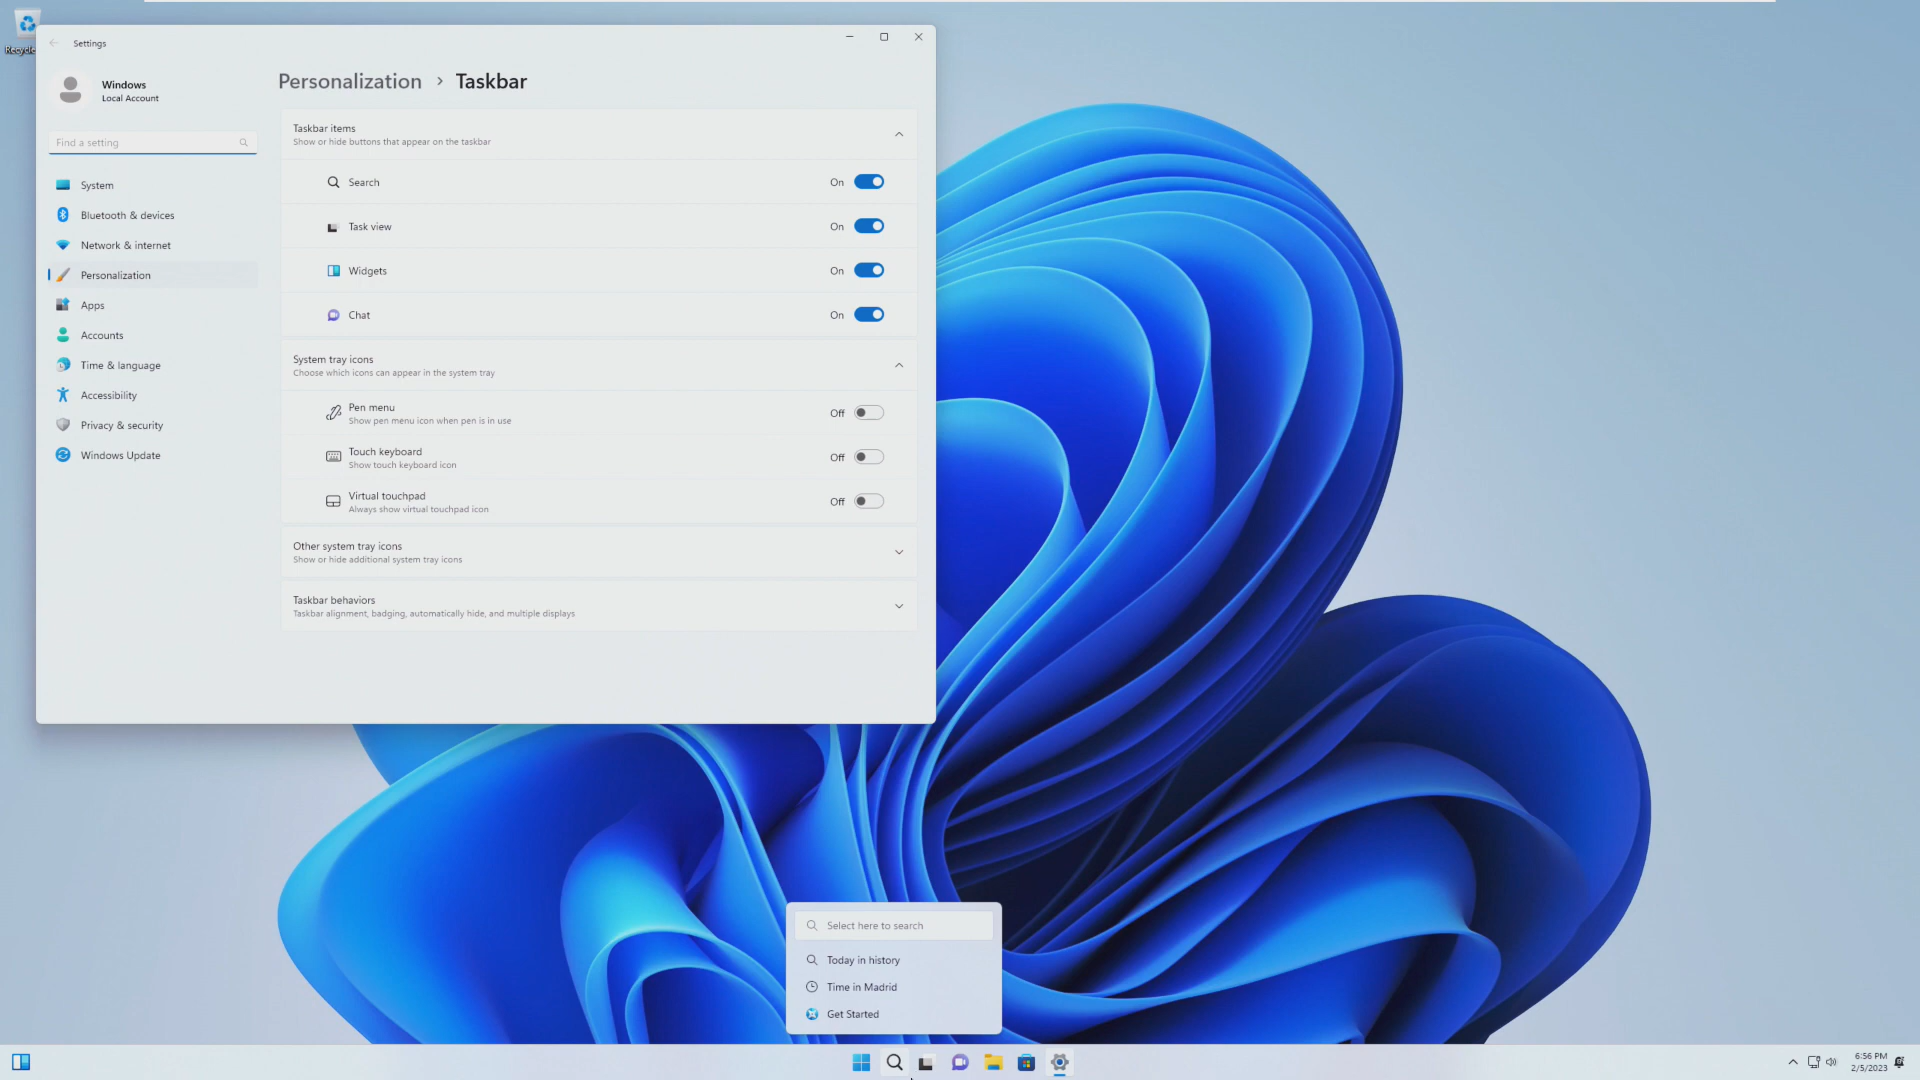 Recycle
Settings
Windows
Local Account
Find a setting
System
Bluetooth & devices
Network & internet
Personalization
Apps
Accounts
Time & language
Accessibility
Privacy & security
Windows Update
Personalization › Taskbar
Taskbar items
Show or hide buttons that appear on the taskbar
Search On
Task view On
Widgets On
Chat On
System tray icons
Choose which icons can appear in the system tray
Pen menu
Show pen menu icon when pen is in use
Off
Touch keyboard
Show touch keyboard icon
Off
Virtual touchpad
Always show virtual touchpad icon
Off
Other system tray icons
Show or hide additional system tray icons
Taskbar behaviors
Taskbar alignment, badging, automatically hide, and multiple displays
Select here to search
Today in history
Time in Madrid
Get Started
6:56 PM
2/5/2023